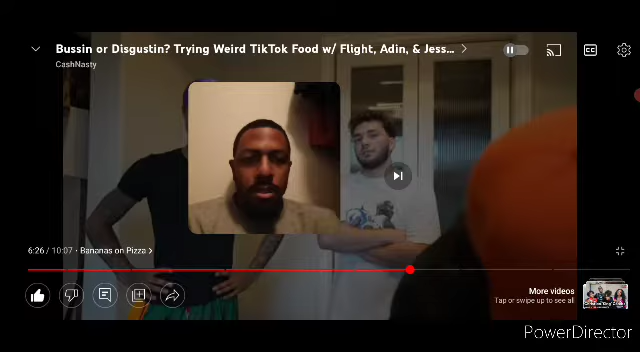 Bussin or Disgustin? Trying Weird TikTok Food w/ Flight, Adin, & Jess...
CashNasty
6:26 / 10:07 · Bananas on Pizza
More videos
Tap or swipe up to see all
PowerDirector